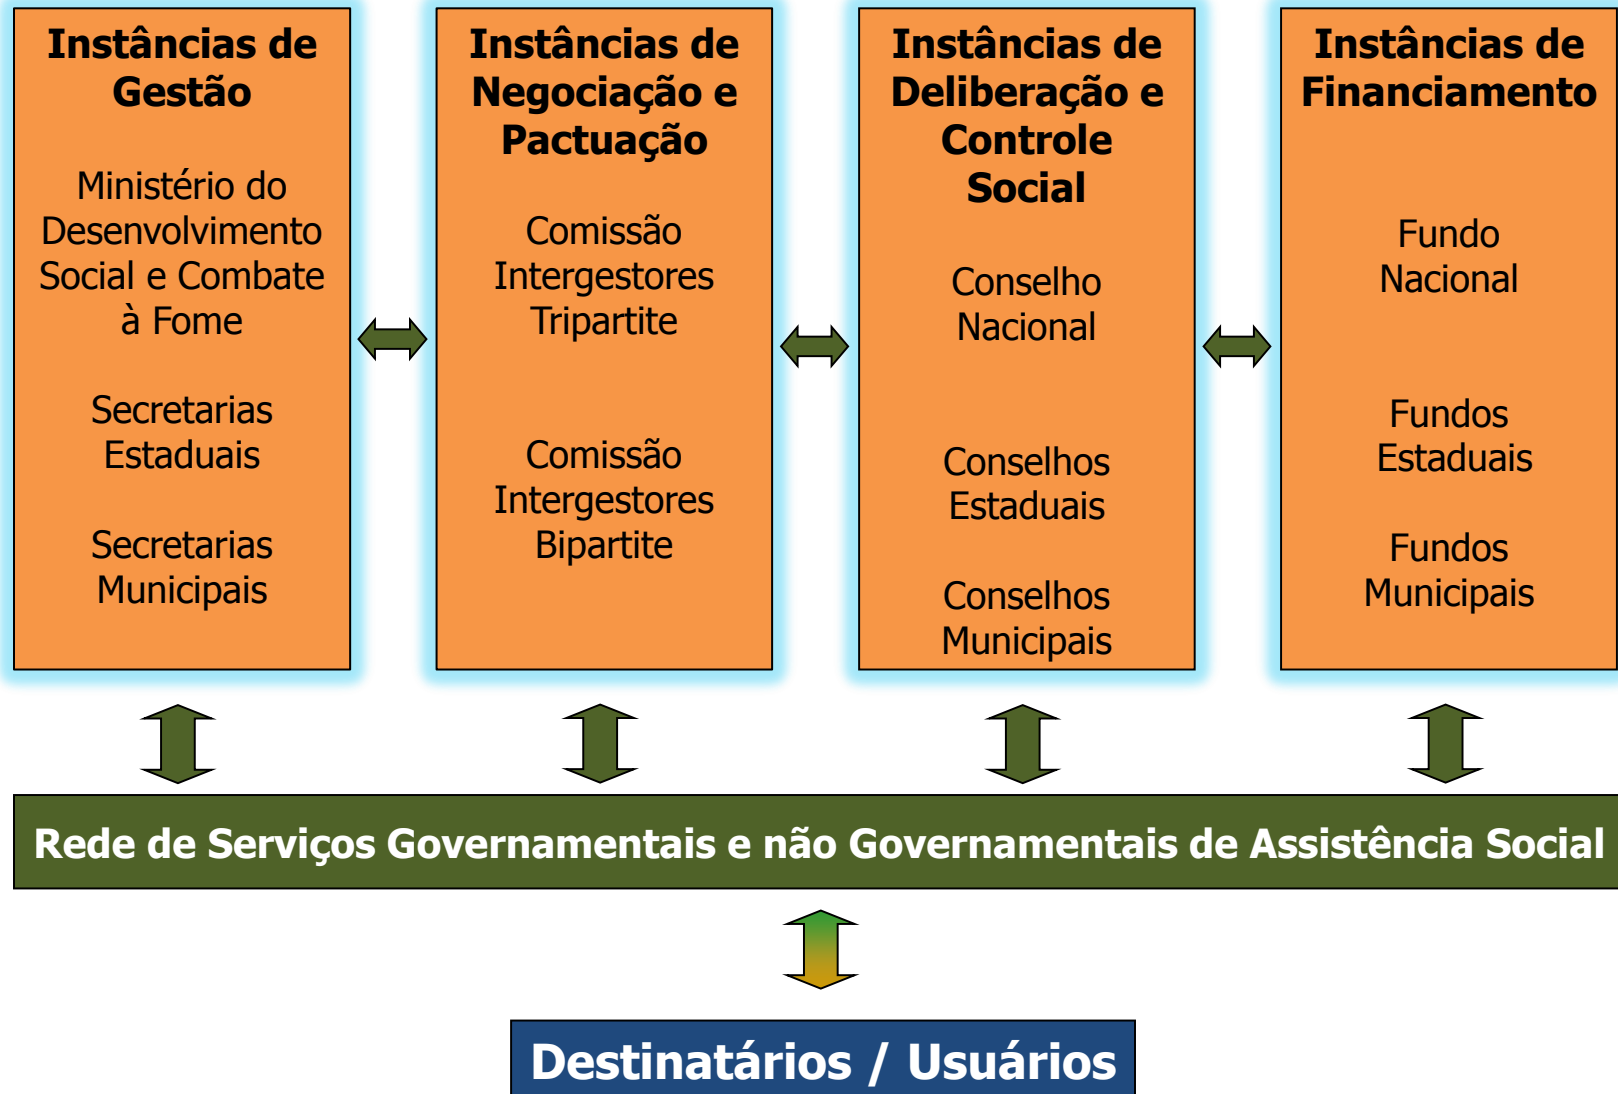 Instâncias de
Gestão
Ministério do
Desenvolvimento
Social e Combate
à Fome
Secretarias
Estaduais
Secretarias
Municipais
Instâncias de
Negociação e
Pactuação
Comissão
Intergestores
Tripartite
Comissão
Intergestores
Bipartite
Instâncias de
Deliberação e
Controle
Social
Conselho
Nacional
Conselhos
Estaduais
Conselhos
Municipais
Instâncias de
Financiamento
Fundo
Nacional
Fundos
Estaduais
Fundos
Municipais
Rede de Serviços Governamentais e não Governamentais de Assistência Social
Destinatários / Usuários